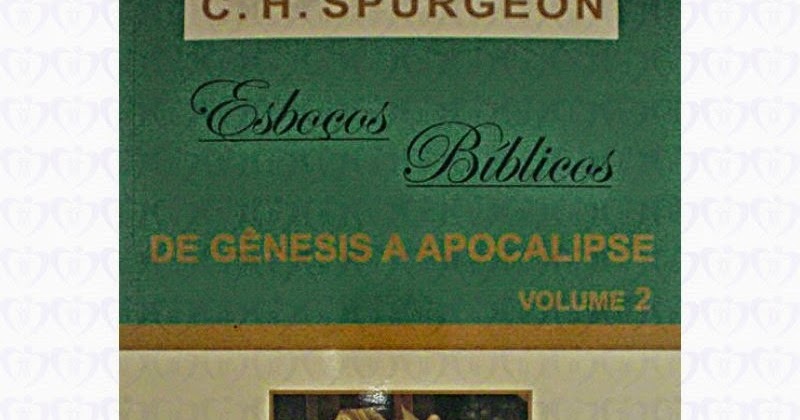 C. H. SPURGEON
Esboços
Bíblicos
DE GÊNESIS A APOCALIPSE
VOLUME 2